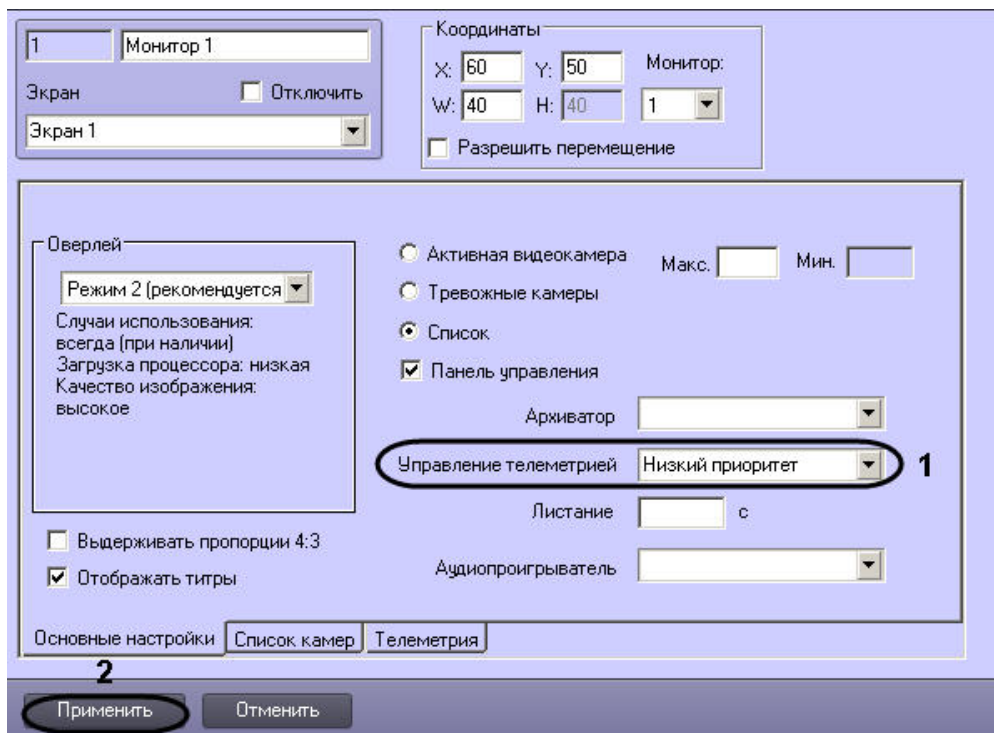 1 Монитор 1
Экран Отключить
Экран 1
Координаты
X: 60 Y: 50 Монитор:
W: 40 H: 40 1
Разрешить перемещение
Оверлей
Режим 2 (рекомендуется
Случаи использования:
всегда (при наличии)
Загрузка процессора: низкая
Качество изображения:
высокое
Выдерживать пропорции 4:3
Отображать титры
Активная видеокамера Макс. Мин.
Тревожные камеры
Список
Панель управления
Архиватор
Управление телеметрией Низкий приоритет 1
Листание с
Аудиопроигрыватель
Основные настройки Список камер Телеметрия
2
Применить Отменить